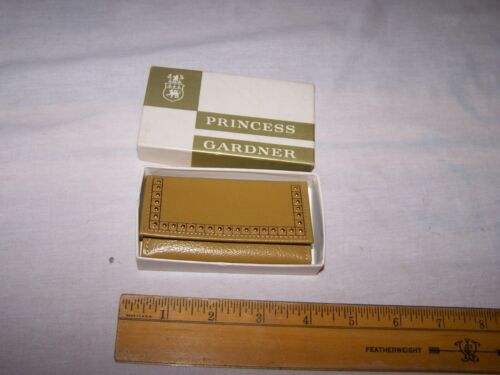 PRINCESS
GARDNER
1 2 3 4 5 6 7 8
FEATHERWEIGHT